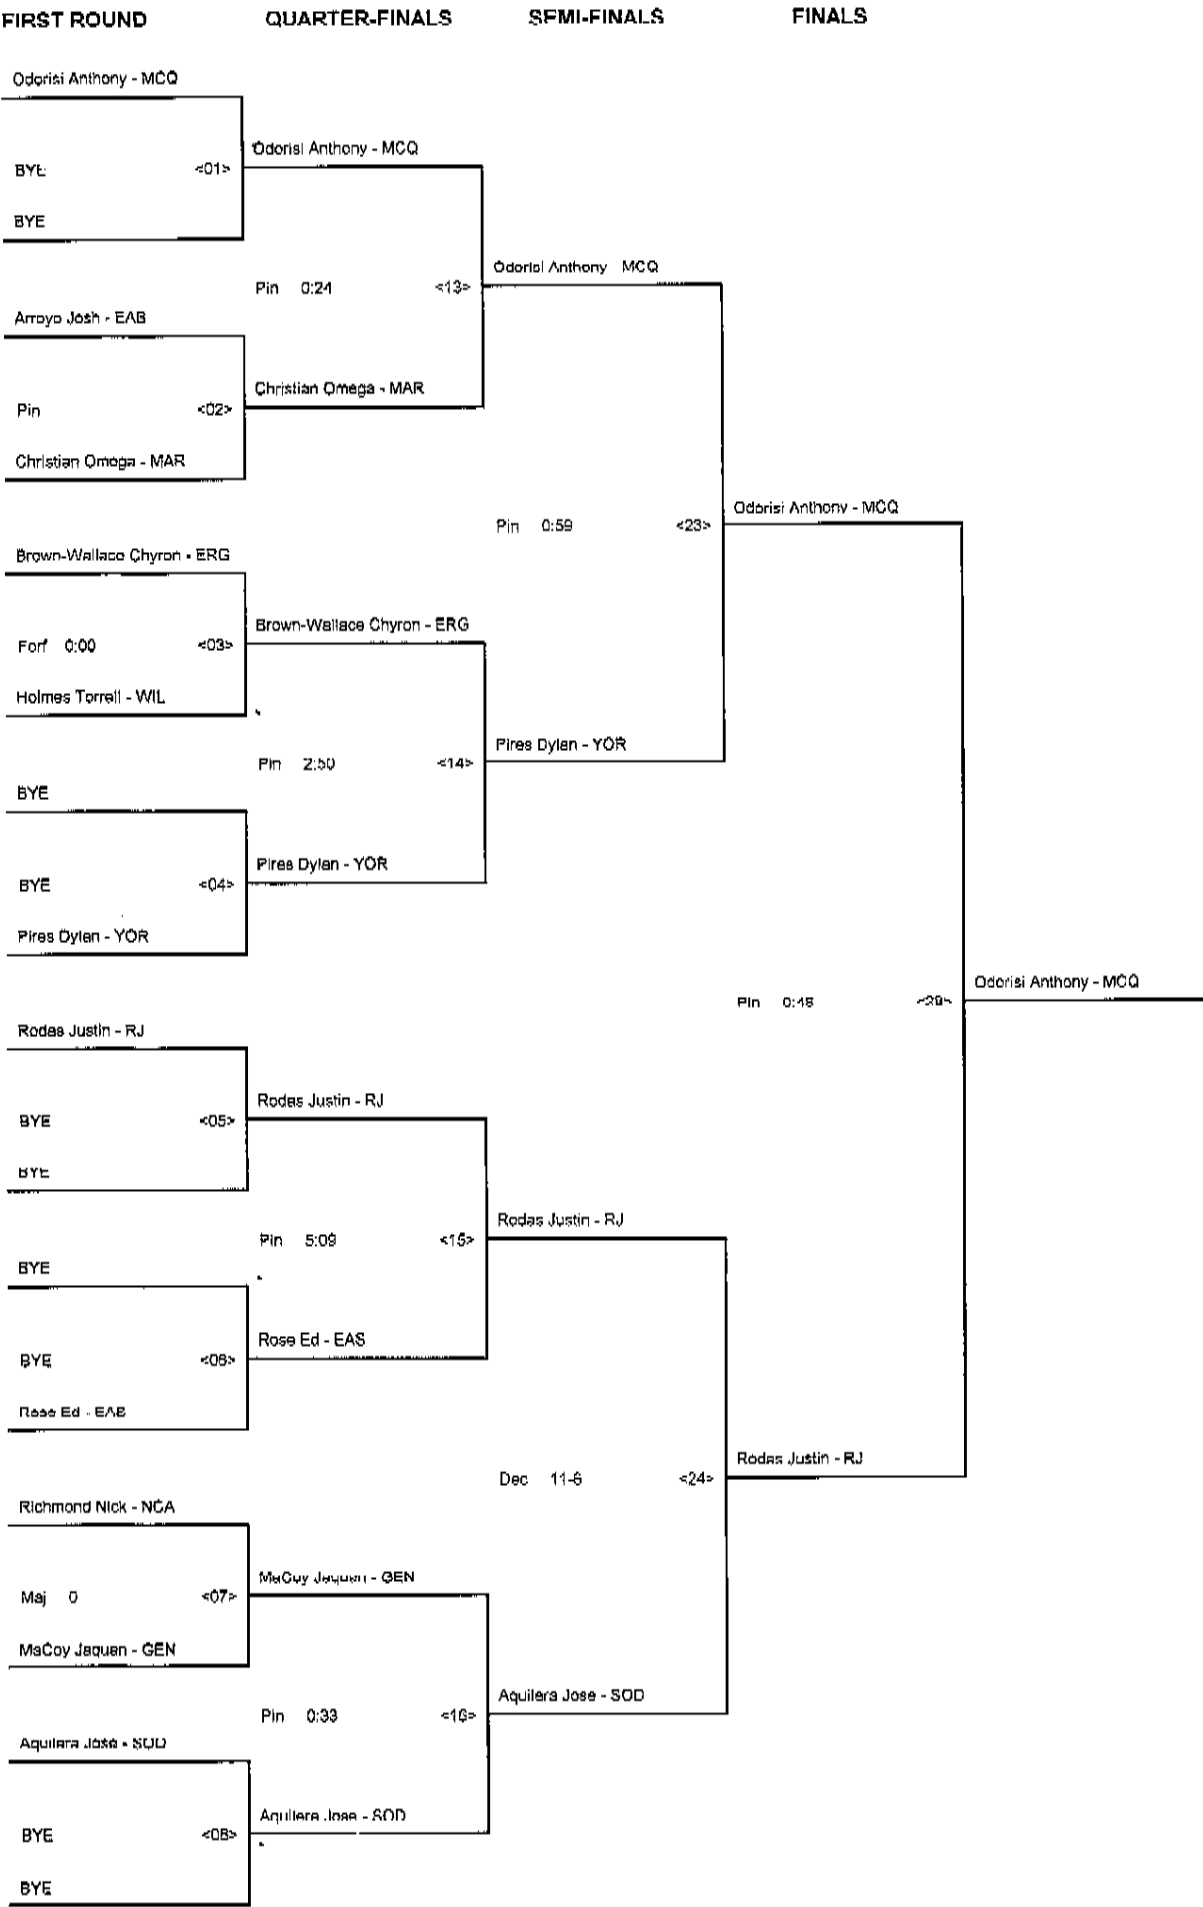 FIRST ROUND QUARTER-FINALS SEMI-FINALS FINALS
Odorisi Anthony - MCQ
BYE <01>
BYE
Odorisi Anthony - MCQ
Pin 0:24 <13>
Arroyo Josh - EAB
Pin <02>
Christian Omega - MAR
Christian Omega - MAR
Odorisi Anthony MCQ
Pin 0:59 <23>
Brown-Wallace Chyron - ERG
Forf 0:00 <03>
Holmes Torrell - WIL
Brown-Wallace Chyron - ERG
Pin 2:50 <14>
BYE
BYE <04>
Pires Dylan - YOR
Pires Dylan - YOR
Pires Dylan - YOR
Odorisi Anthony - MCQ
Pin 0:48 <29>
Odorisi Anthony - MCQ
Rodas Justin - RJ
BYE <05>
BYE
Rodas Justin - RJ
Pin 5:09 <15>
BYE
BYE <06>
Rose Ed - EAS
Rose Ed - EAS
Rodas Justin - RJ
Dec 11-6 <24>
Rodas Justin - RJ
Richmond Nick - NCA
Maj 0 <07>
MaCoy Jaquan - GEN
MaCoy Jaquan - GEN
Pin 0:33 <16>
Aquilera Jose - SOD
Aquilera Jose - SOD
BYE <08>
BYE
Aquilera Jose - SOD